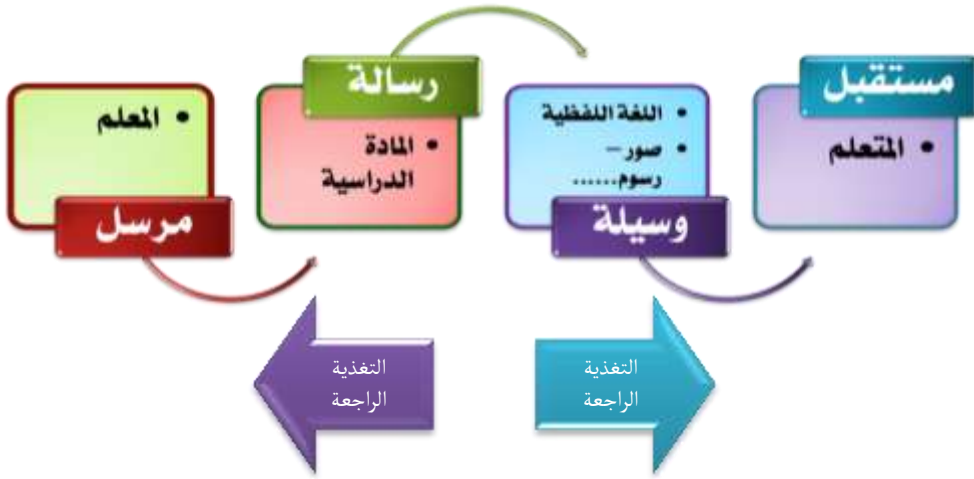 • المعلم
مرسل
رسالة
• المادة
الدراسية
• اللغة اللفظية
• صور –
رسوم......
وسيلة
مستقبل
• المتعلم
التغذية
الراجعة
التغذية
الراجعة